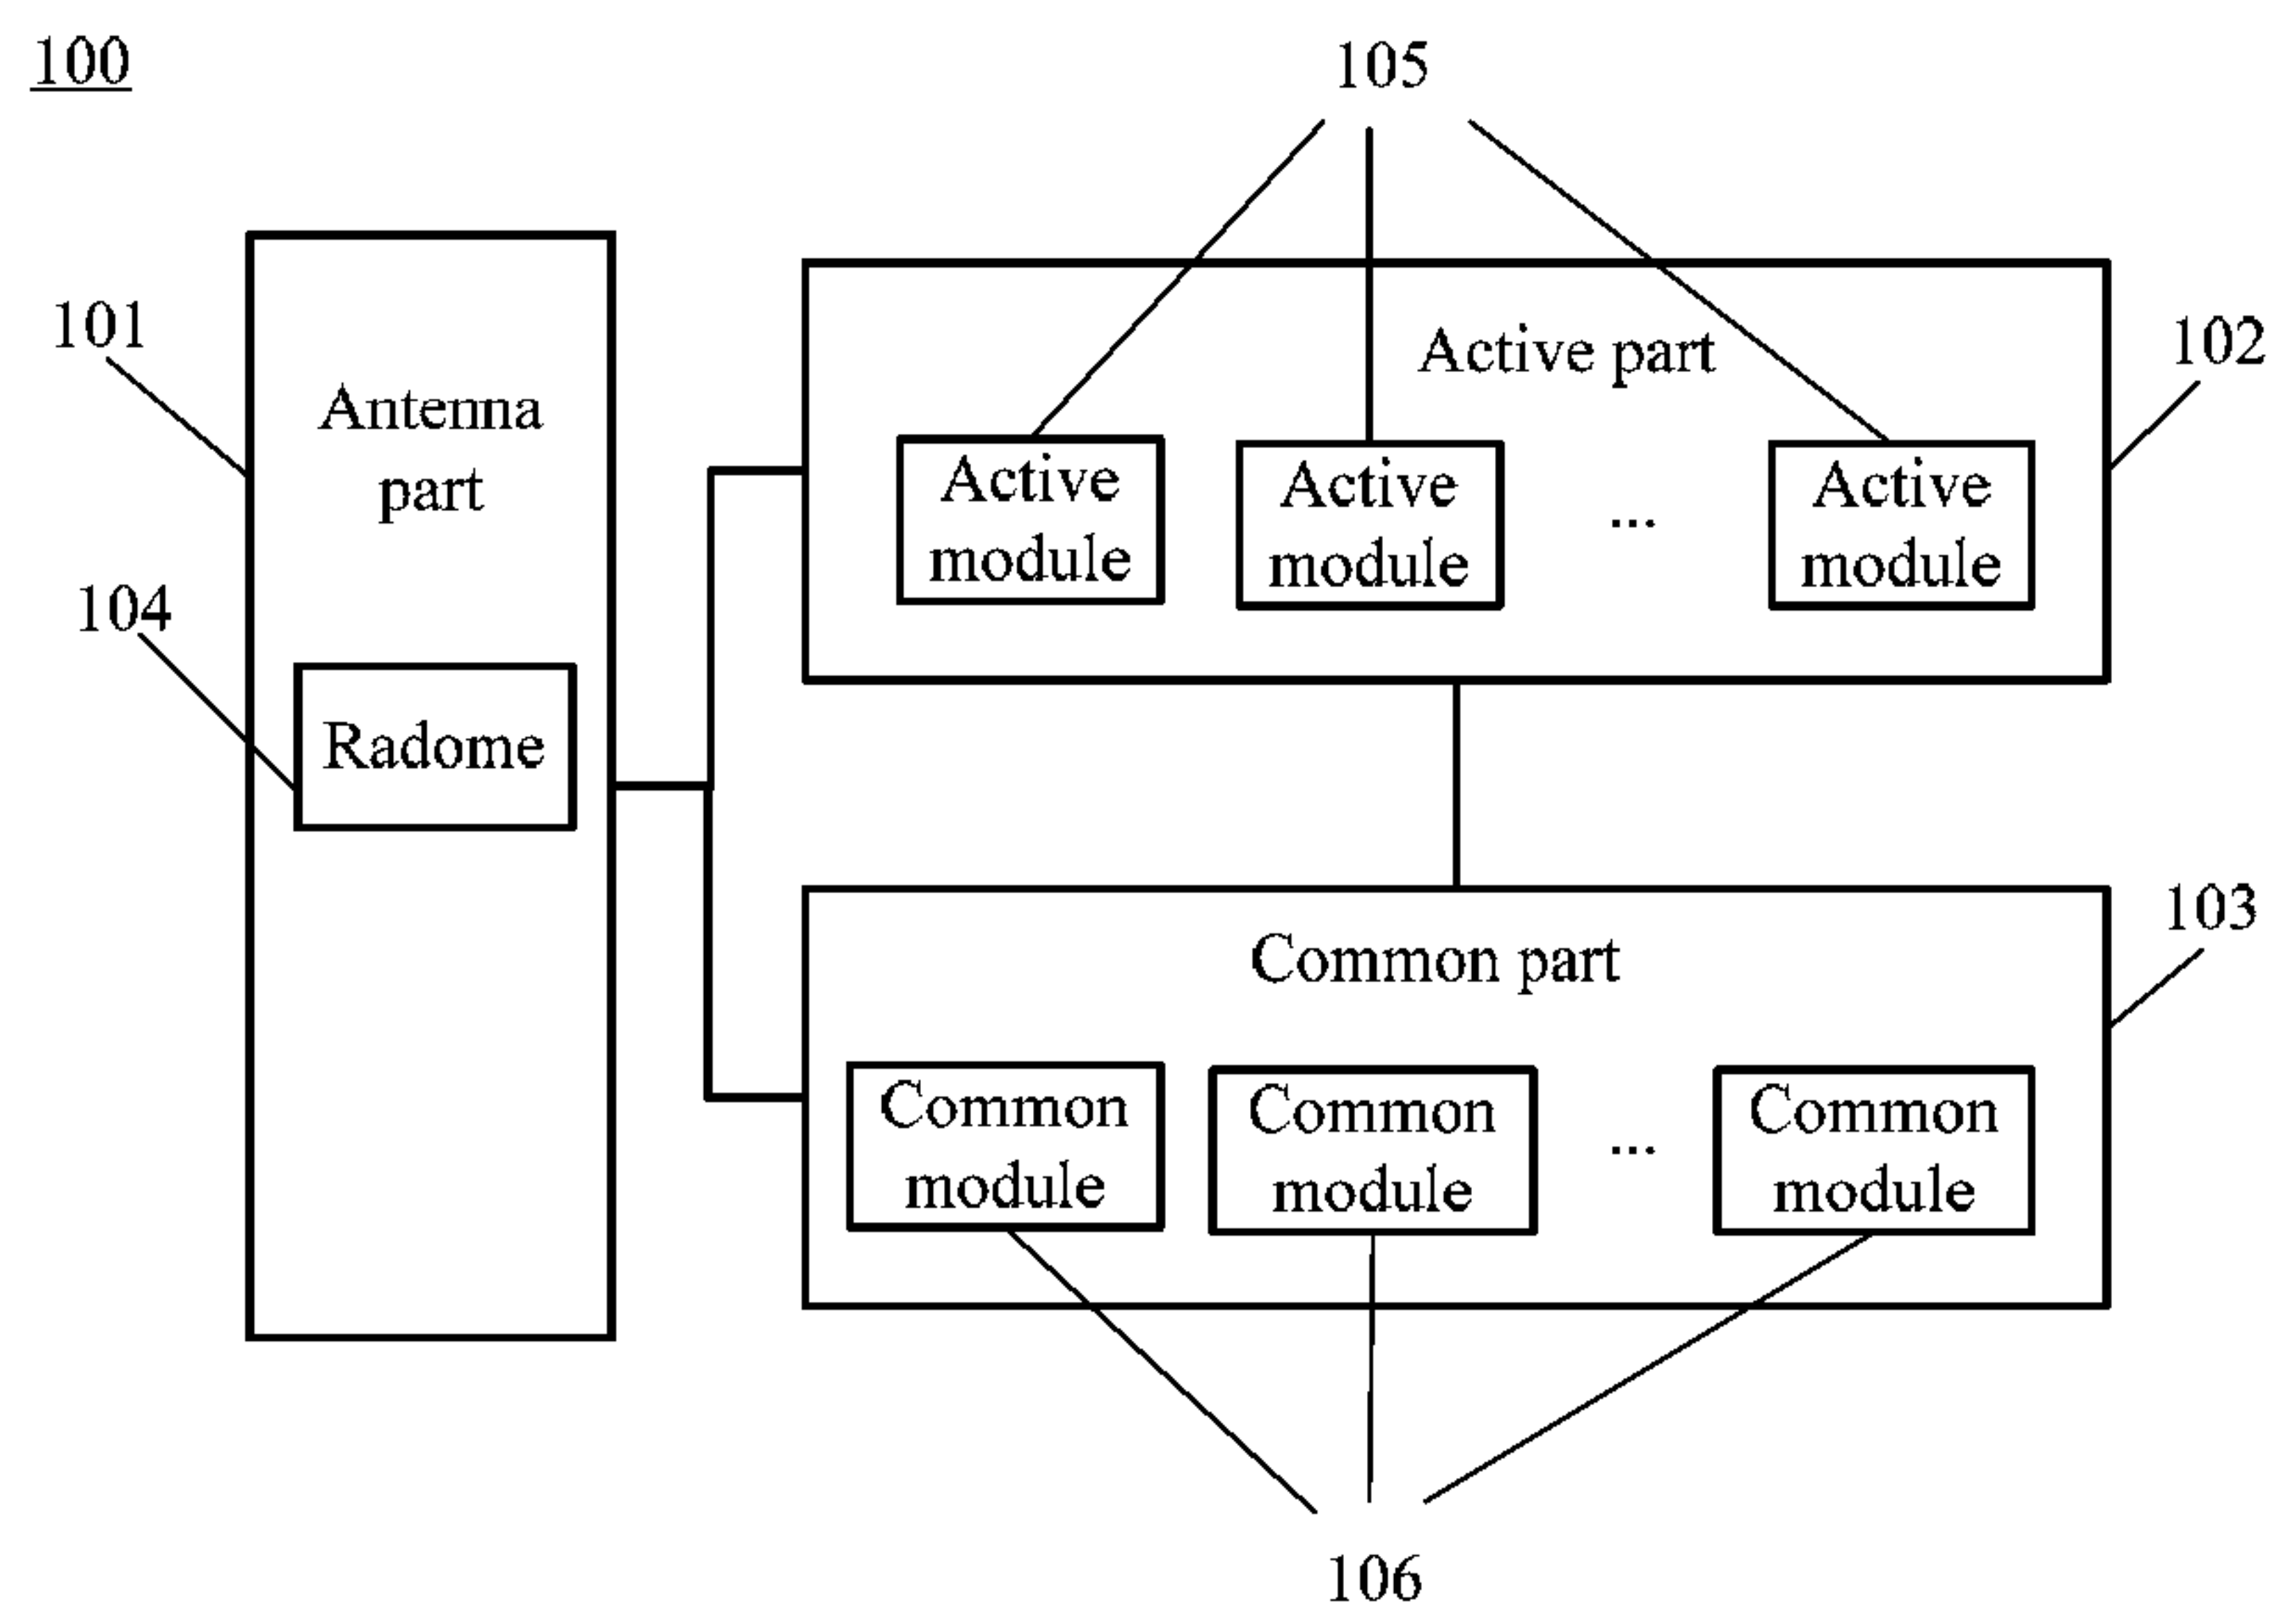 100
105
101
102
Active part
Antenna
part
Active
module
Active
module
...
Active
module
104
Radome
103
Common part
Common
module
Common
module
...
Common
module
106